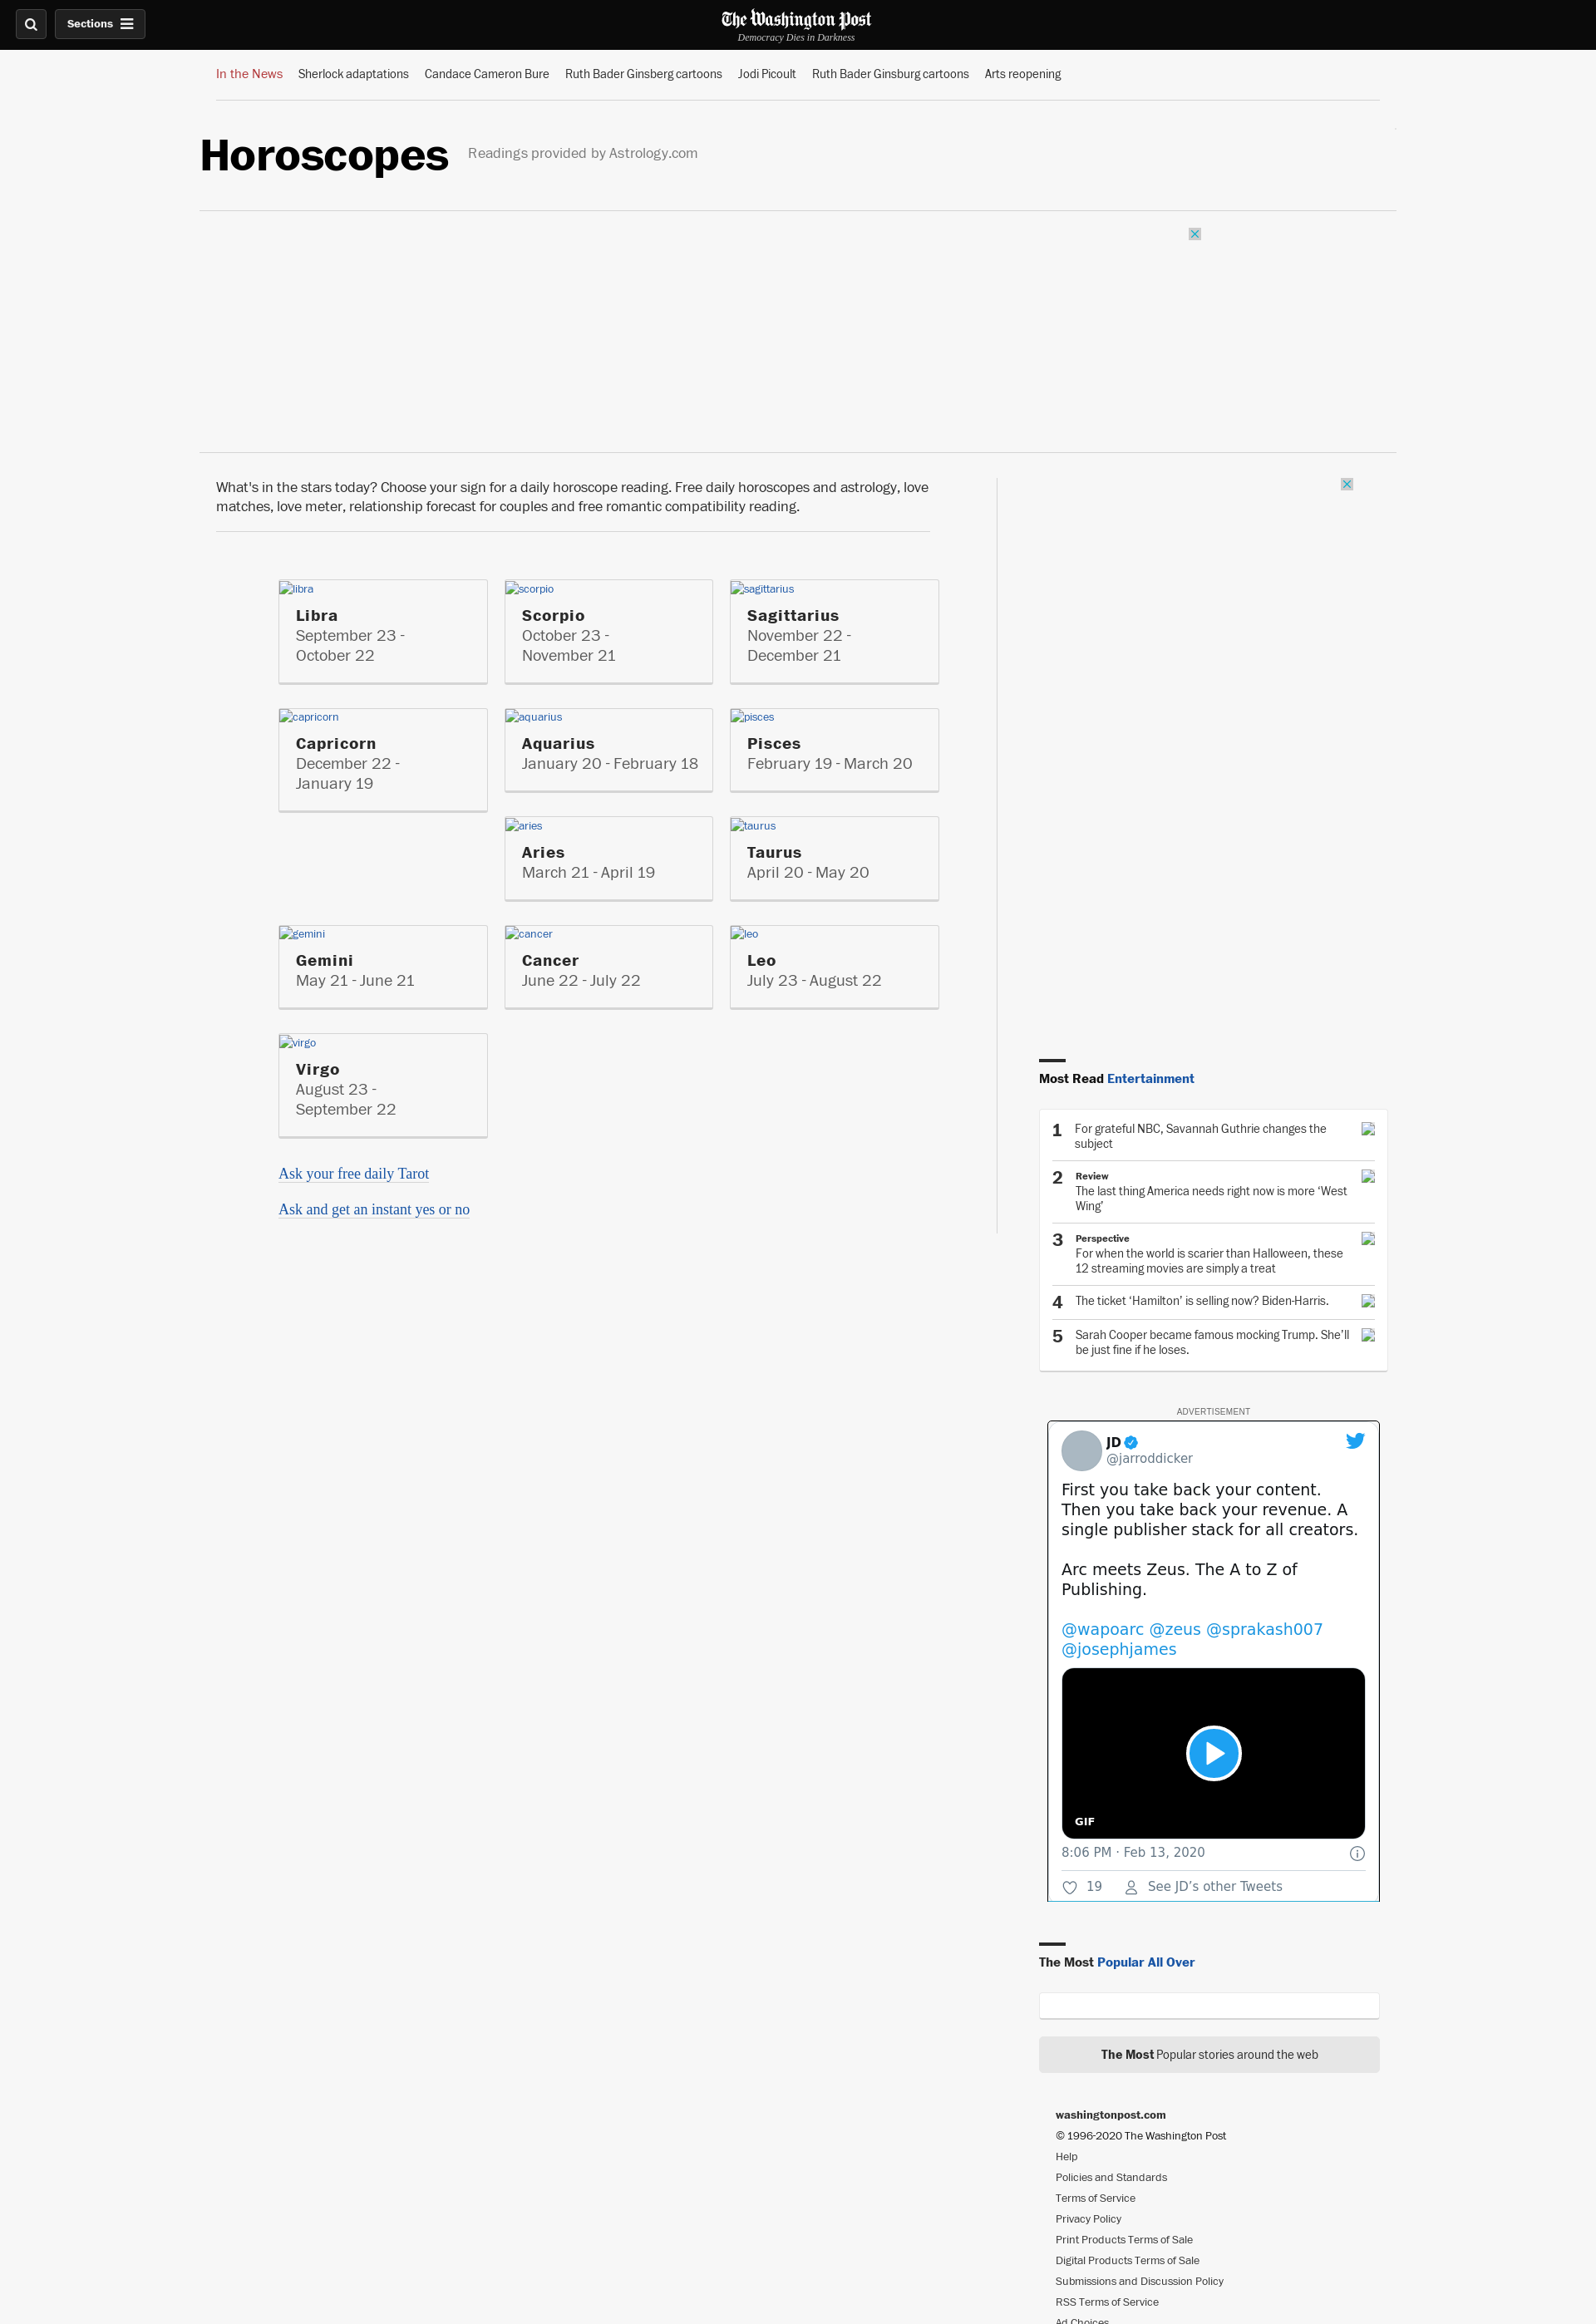 Sections
The Washington Post
Democracy Dies in Darkness
In the News Sherlock adaptations Candace Cameron Bure Ruth Bader Ginsberg cartoons Jodi Picoult Ruth Bader Ginsburg cartoons Arts reopening
Horoscopes Readings provided by Astrology.com
What's in the stars today? Choose your sign for a daily horoscope reading. Free daily horoscopes and astrology, love
matches, love meter, relationship forecast for couples and free romantic compatibility reading.
libra
Libra
September 23 -
October 22
scorpio
Scorpio
October 23 -
November 21
sagittarius
Sagittarius
November 22 -
December 21
capricorn
Capricorn
December 22 -
January 19
aquarius
Aquarius
January 20 - February 18
pisces
Pisces
February 19 - March 20
aries
Aries
March 21 - April 19
taurus
Taurus
April 20 - May 20
gemini
Gemini
May 21 - June 21
cancer
Cancer
June 22 - July 22
leo
Leo
July 23 - August 22
virgo
Virgo
August 23 -
September 22
Ask your free daily Tarot
Ask and get an instant yes or no
Most Read Entertainment
1 For grateful NBC, Savannah Guthrie changes the
subject
2 Review
The last thing America needs right now is more ‘West
Wing’
3 Perspective
For when the world is scarier than Halloween, these
12 streaming movies are simply a treat
4 The ticket ‘Hamilton’ is selling now? Biden-Harris.
5 Sarah Cooper became famous mocking Trump. She’ll
be just fine if he loses.
ADVERTISEMENT
JD
@jarroddicker
First you take back your content.
Then you take back your revenue. A
single publisher stack for all creators.
Arc meets Zeus. The A to Z of
Publishing.
@wapoarc @zeus @sprakash007
@josephjames
GIF
8:06 PM · Feb 13, 2020
19 See JD’s other Tweets
The Most Popular All Over
The Most Popular stories around the web
washingtonpost.com
© 1996-2020 The Washington Post
Help
Policies and Standards
Terms of Service
Privacy Policy
Print Products Terms of Sale
Digital Products Terms of Sale
Submissions and Discussion Policy
RSS Terms of Service
Ad Choices